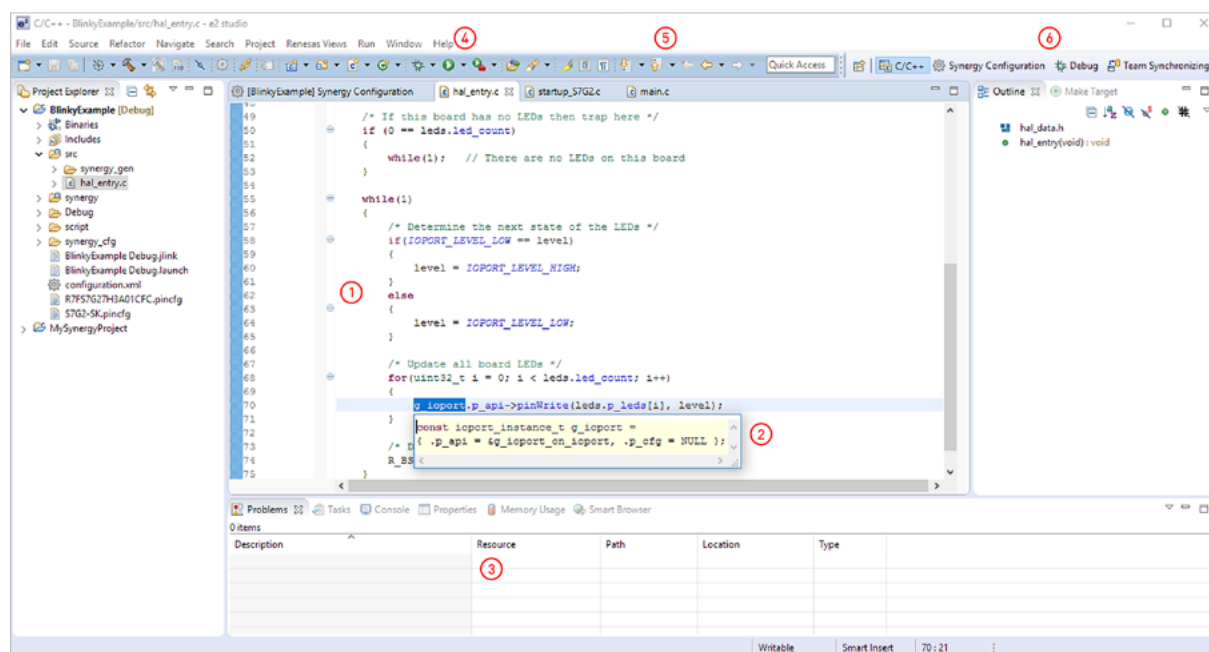 C/C++ - BlinkyExample/src/hal_entry.c - e2 studio
File Edit Source Refactor Navigate Search Project Renesas Views Run Window Help
4
5
6
Quick Access
C/C++
Synergy Configuration
Debug
Team Synchronizing
Project Explorer
BlinkyExample [Debug]
Binaries
Includes
src
synergy_gen
hal_entry.c
synergy
Debug
script
synergy_cfg
BlinkyExample Debug.jlink
BlinkyExample Debug.launch
configuration.xml
R7FS7G27H3A01CFC.pincfg
S7G2-SK.pincfg
MySynergyProject
[BlinkyExample] Synergy Configuration
hal_entry.c
startup_S7G2.c
main.c
49 /* If this board has no LEDs then trap here */
50 if (0 == leds.led_count)
51 {
52 while(1); // There are no LEDs on this board
53 }
54
55 while(1)
56 {
57 /* Determine the next state of the LEDs */
58 if(IOPORT_LEVEL_LOW == level)
59 {
60 level = IOPORT_LEVEL_HIGH;
61 }
62 else
63 {
64 level = IOPORT_LEVEL_LOW;
65 }
66
67 /* Update all board LEDs */
68 for(uint32_t i = 0; i < leds.led_count; i++)
69 {
70 g_ioport.p_api->pinWrite(leds.p_leds[i], level);
71 }
72
73 /* D
74 R_BS
75 }
1
const ioport_instance_t g_ioport =
{ .p_api = &g_ioport_on_ioport, .p_cfg = NULL };
2
Outline
Make Target
hal_data.h
hal_entry(void) : void
Problems
Tasks
Console
Properties
Memory Usage
Smart Browser
0 items
Description Resource Path Location Type
3
Writable Smart Insert 70 : 21